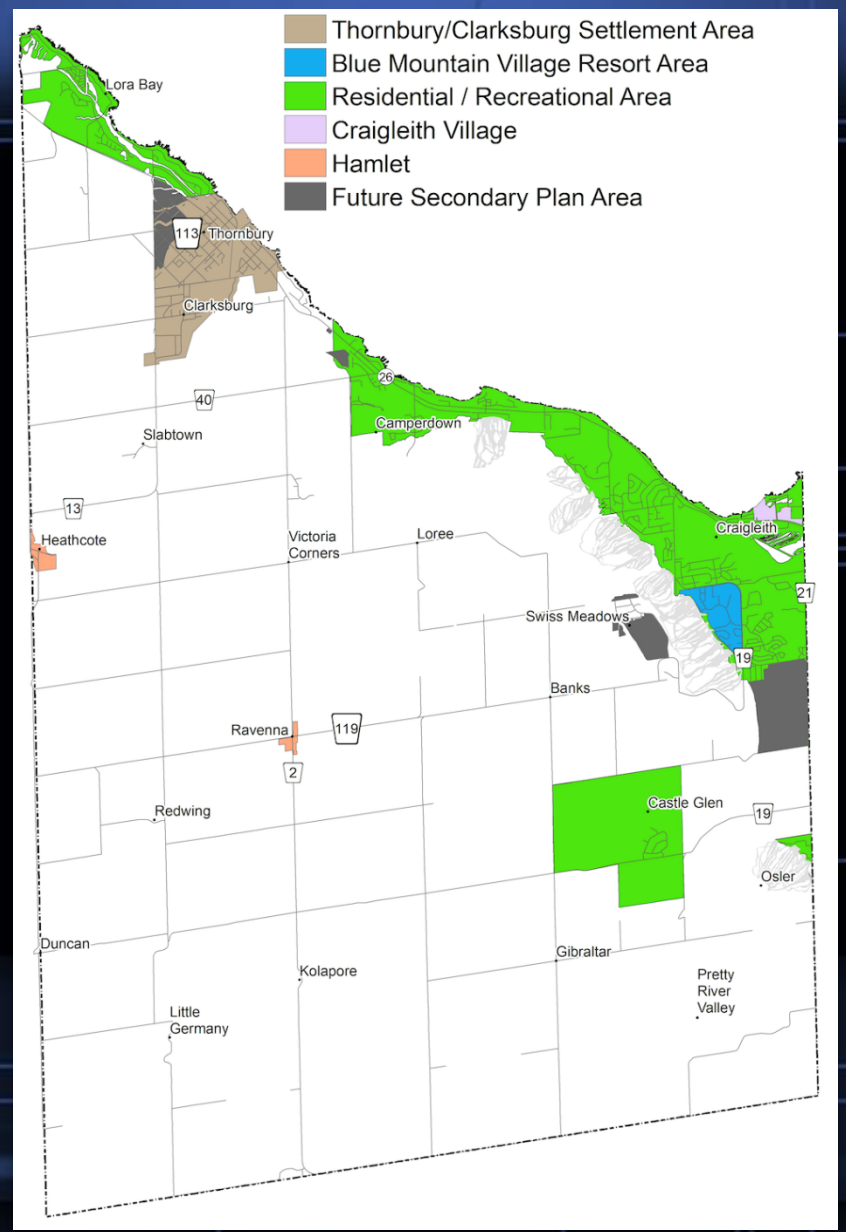 Thornbury/Clarksburg Settlement Area
Blue Mountain Village Resort Area
Residential / Recreational Area
Craigleith Village
Hamlet
Future Secondary Plan Area
Lora Bay
113
Thornbury
Clarksburg
26
40
Camperdown
Slabtown
13
Heathcote
Victoria
Corners
Loree
Craigleith
21
Swiss Meadows
19
Banks
Ravenna
119
2
Redwing
Castle Glen
19
Osler
Duncan
Gibraltar
Kolapore
Pretty
River
Valley
Little
Germany